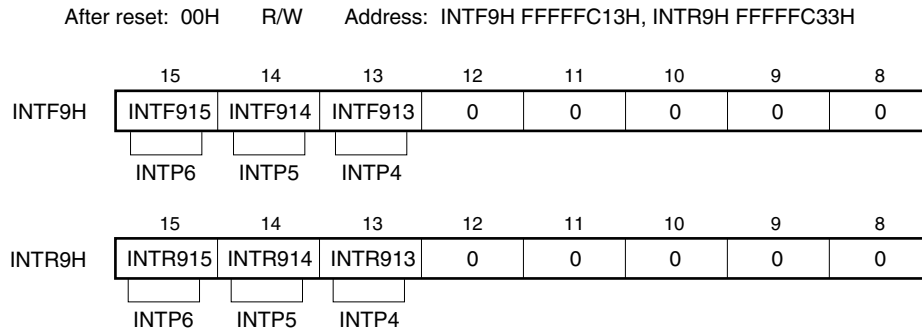 After reset: 00H R/W Address: INTF9H FFFFFC13H, INTR9H FFFFFC33H
15 14 13 12 11 10 9 8
INTF9H INTF915 INTF914 INTF913 0 0 0 0 0
INTP6 INTP5 INTP4
15 14 13 12 11 10 9 8
INTR9H INTR915 INTR914 INTR913 0 0 0 0 0
INTP6 INTP5 INTP4